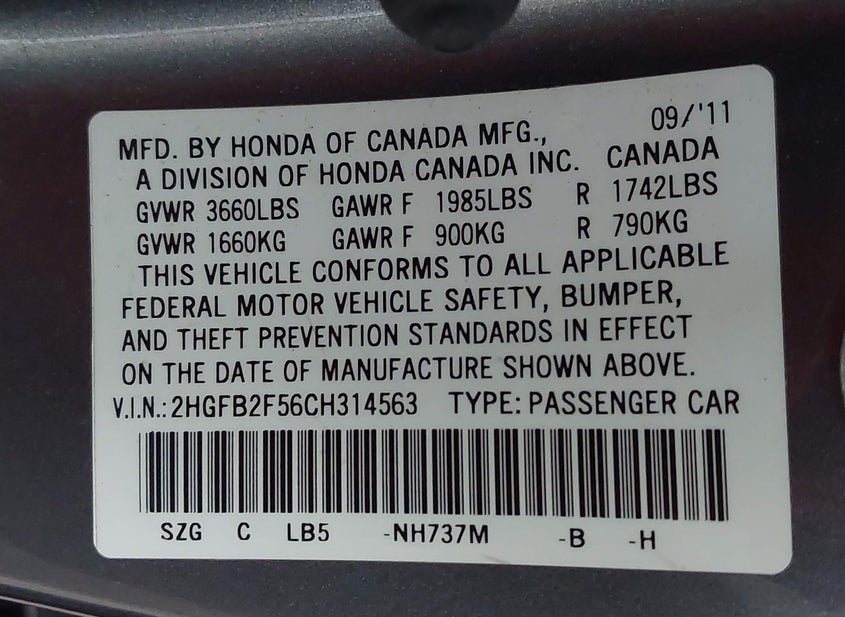 09/'11
MFD. BY HONDA OF CANADA MFG.,
A DIVISION OF HONDA CANADA INC. CANADA
GVWR 3660LBS GAWR F 1985LBS R 1742LBS
GVWR 1660KG GAWR F 900KG R 790KG
THIS VEHICLE CONFORMS TO ALL APPLICABLE
FEDERAL MOTOR VEHICLE SAFETY, BUMPER,
AND THEFT PREVENTION STANDARDS IN EFFECT
ON THE DATE OF MANUFACTURE SHOWN ABOVE.
V.I.N.: 2HGFB2F56CH314563 TYPE: PASSENGER CAR
SZG C LB5 -NH737M -B -H